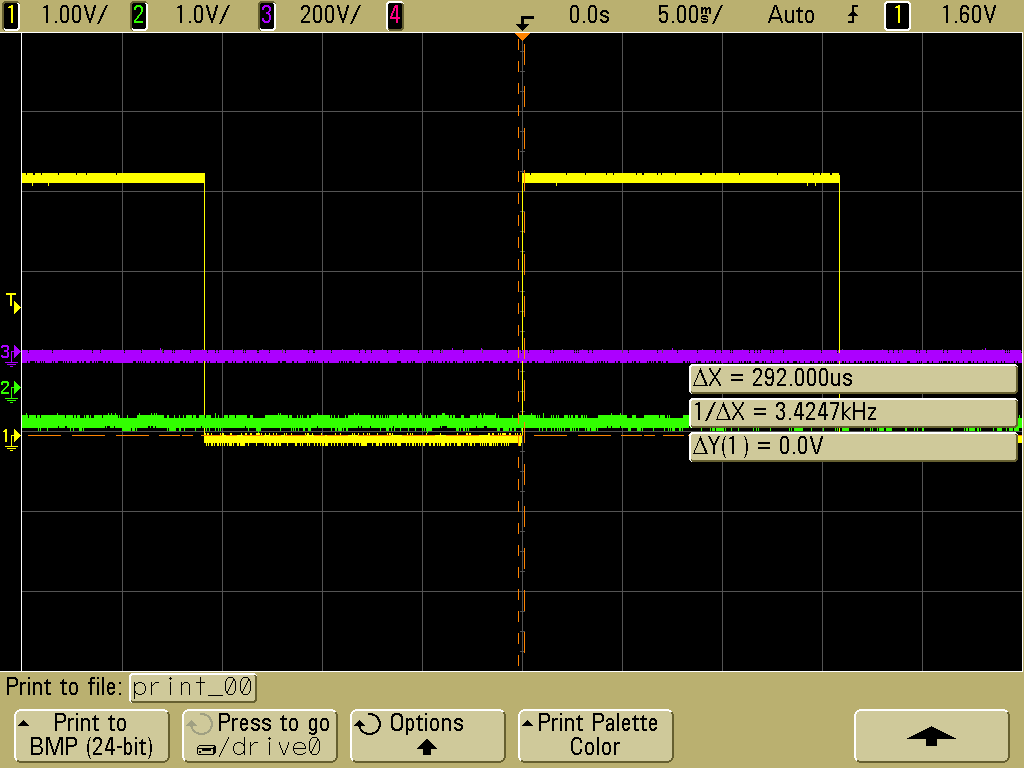 1 1.00V/ 2 1.0V/ 3 200V/ 4 0.0s 5.00ms/ Auto 1 1.60V
T
3
2
1
ΔX = 292.000us
1/ΔX = 3.4247kHz
ΔY(1) = 0.0V
Print to file: print_00
Print to
BMP (24-bit)
Press to go
/drive0
Options
Print Palette
Color